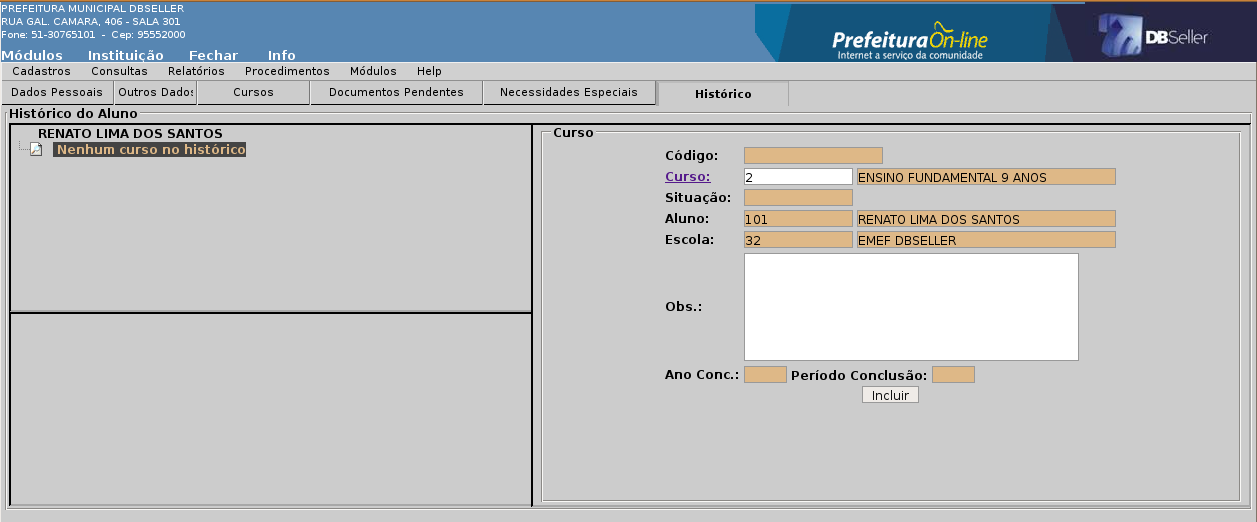 PREFEITURA MUNICIPAL DBSELLER
RUA GAL. CAMARA, 406 - SALA 301
Fone: 51-30765101 - Cep: 95552000
Prefeitura On-line
Internet a serviço da comunidade
DBSeller
Módulos Instituição Fechar Info
Cadastros Consultas Relatórios Procedimentos Módulos Help
Dados Pessoais Outros Dados Cursos Documentos Pendentes Necessidades Especiais Histórico
Histórico do Aluno
RENATO LIMA DOS SANTOS
Nenhum curso no histórico
Curso
Código:
Curso: 2 ENSINO FUNDAMENTAL 9 ANOS
Situação:
Aluno: 101 RENATO LIMA DOS SANTOS
Escola: 32 EMEF DBSELLER
Obs.:
Ano Conc.: Período Conclusão:
Incluir